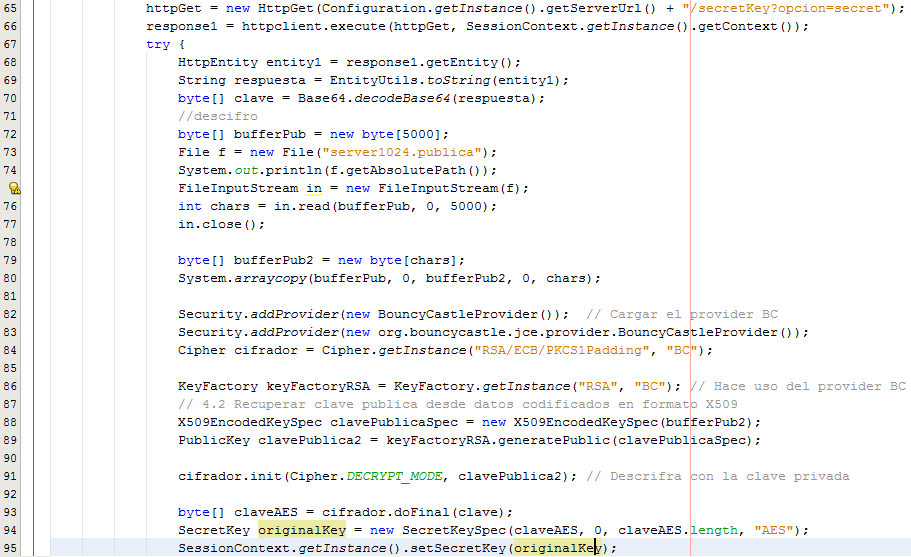 65 httpGet = new HttpGet(Configuration.getInstance().getServerUrl() + "/secretKey?opcion=secret");
66 response1 = httpclient.execute(httpGet, SessionContext.getInstance().getContext());
67 try {
68 HttpEntity entity1 = response1.getEntity();
69 String respuesta = EntityUtils.toString(entity1);
70 byte[] clave = Base64.decodeBase64(respuesta);
71 //descifro
72 byte[] bufferPub = new byte[5000];
73 File f = new File("server1024.publica");
74 System.out.println(f.getAbsolutePath());
FileInputStream in = new FileInputStream(f);
76 int chars = in.read(bufferPub, 0, 5000);
77 in.close();
78
79 byte[] bufferPub2 = new byte[chars];
80 System.arraycopy(bufferPub, 0, bufferPub2, 0, chars);
81
82 Security.addProvider(new BouncyCastleProvider()); // Cargar el provider BC
83 Security.addProvider(new org.bouncycastle.jce.provider.BouncyCastleProvider());
84 Cipher cifrador = Cipher.getInstance("RSA/ECB/PKCS1Padding", "BC");
85
86 KeyFactory keyFactoryRSA = KeyFactory.getInstance("RSA", "BC"); // Hace uso del provider BC
87 // 4.2 Recuperar clave publica desde datos codificados en formato X509
88 X509EncodedKeySpec clavePublicaSpec = new X509EncodedKeySpec(bufferPub2);
89 PublicKey clavePublica2 = keyFactoryRSA.generatePublic(clavePublicaSpec);
90
91 cifrador.init(Cipher.DECRYPT_MODE, clavePublica2); // Descrifra con la clave privada
92
93 byte[] claveAES = cifrador.doFinal(clave);
94 SecretKey originalKey = new SecretKeySpec(claveAES, 0, claveAES.length, "AES");
95 SessionContext.getInstance().setSecretKey(originalKey);